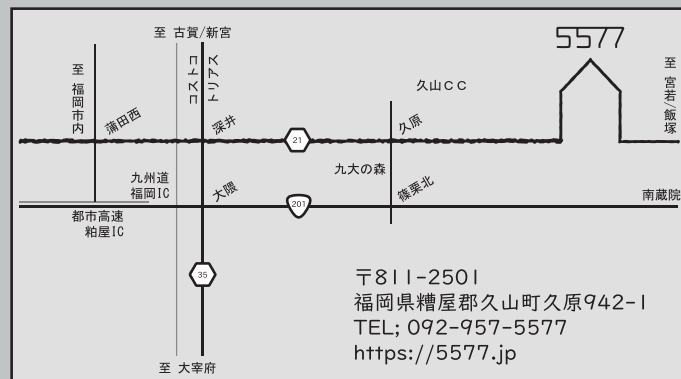 至 古賀/新宮
5577
至 福岡市内
蒲田西
コストコ
トリアス
深井
21
久山CC
久原
至 宮若/飯塚
九州道
福岡IC
大隈
九大の森
201
篠栗北
南蔵院
都市高速
粕屋IC
35
至 大宰府
〒811-2501
福岡県糟屋郡久山町久原942-1
TEL; 092-957-5577
https://5577.jp